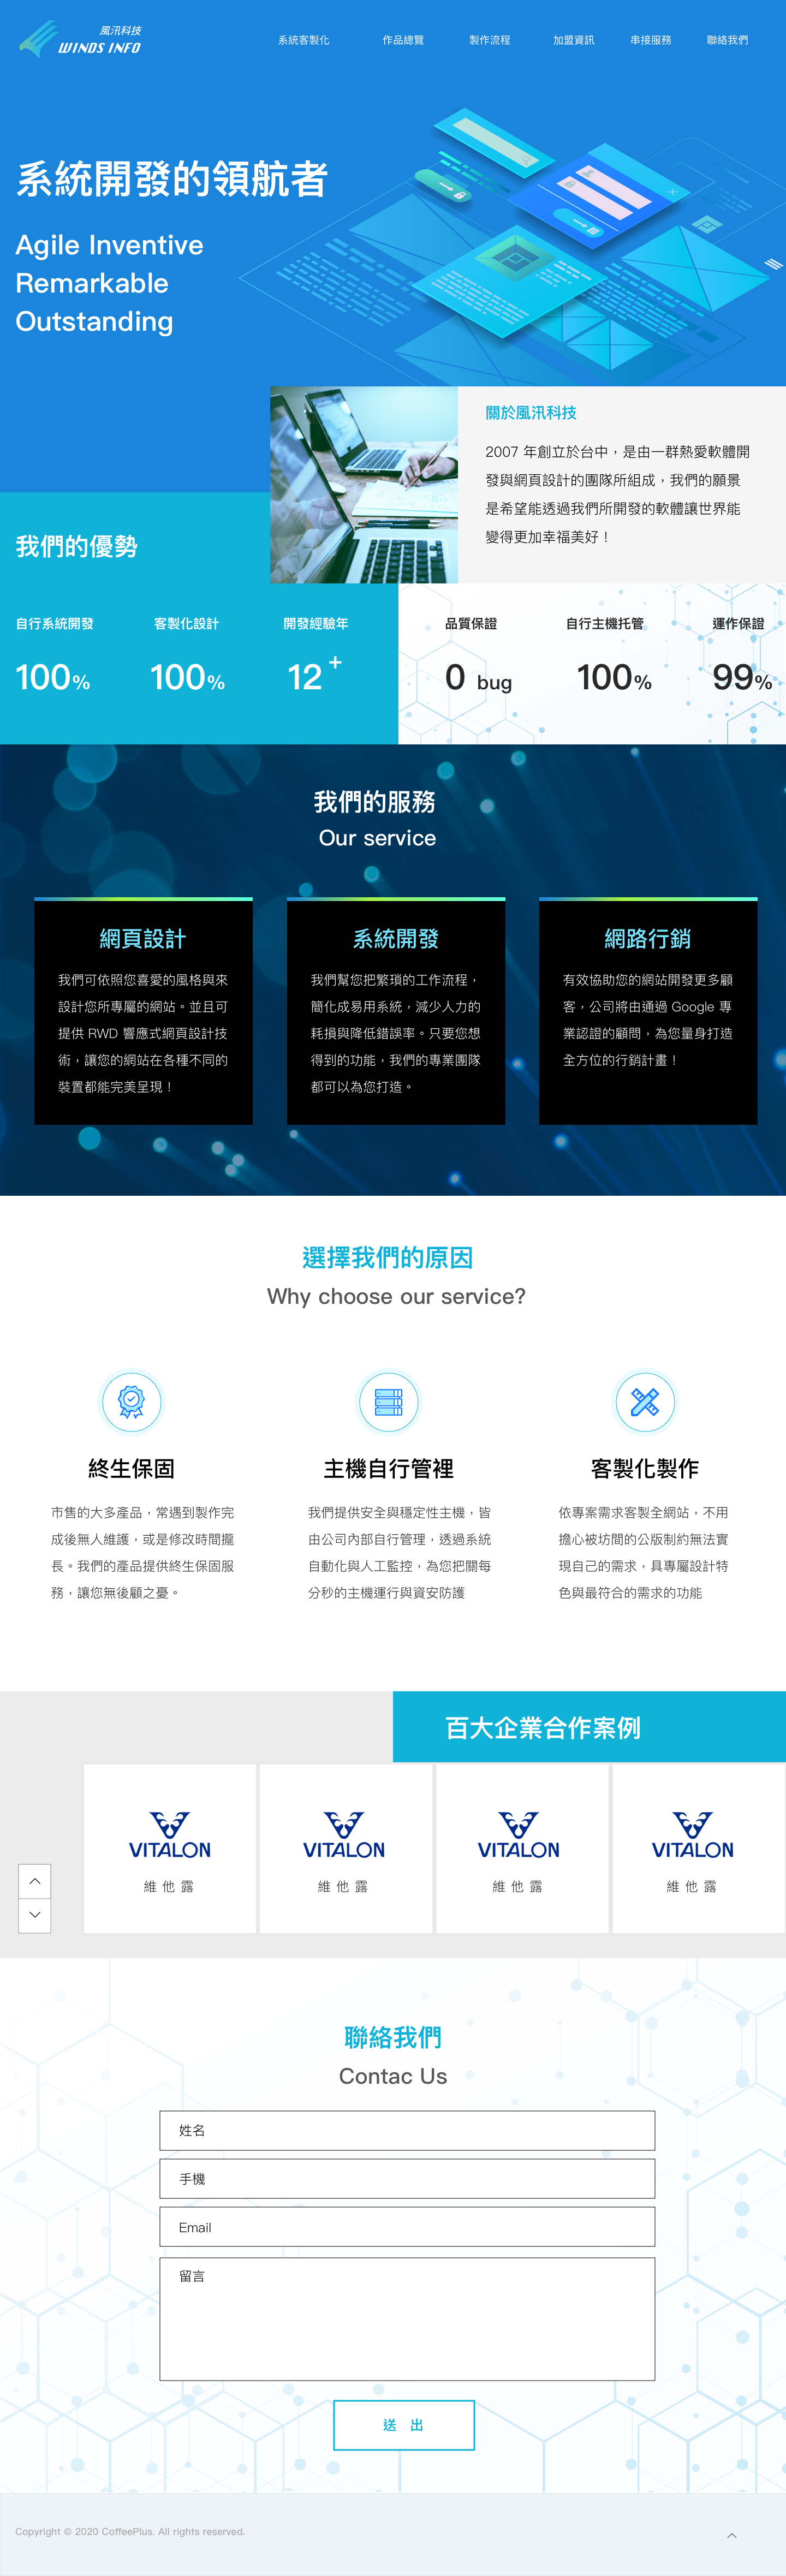 風汛科技
WINDS INFO
系統客製化
作品總覽
製作流程
加盟資訊
串接服務
聯絡我們
系統開發的領航者
Agile Inventive
Remarkable
Outstanding
關於風汛科技
2007 年創立於台中，是由一群熱愛軟體開
發與網頁設計的團隊所組成，我們的願景
是希望能透過我們所開發的軟體讓世界能
變得更加幸福美好！
我們的優勢
自行系統開發
100%
客製化設計
100%
開發經驗年
12 +
品質保證
0 bug
自行主機托管
100%
運作保證
99%
我們的服務
Our service
網頁設計
我們可依照您喜愛的風格與來
設計您所專屬的網站。並且可
提供 RWD 響應式網頁設計技
術，讓您的網站在各種不同的
裝置都能完美呈現！
系統開發
我們幫您把繁瑣的工作流程，
簡化成易用系統，減少人力的
耗損與降低錯誤率。只要您想
得到的功能，我們的專業團隊
都可以為您打造。
網路行銷
有效協助您的網站開發更多顧
客，公司將由通過 Google 專
業認證的顧問，為您量身打造
全方位的行銷計畫！
選擇我們的原因
Why choose our service?
終生保固
市售的大多產品，常遇到製作完
成後無人維護，或是修改時間擺
長。我們的產品提供終生保固服
務，讓您無後顧之憂。
主機自行管裡
我們提供安全與穩定性主機，皆
由公司內部自行管理，透過系統
自動化與人工監控，為您把關每
分秒的主機運行與資安防護
客製化製作
依專案需求客製全網站，不用
擔心被坊間的公版制約無法實
現自己的需求，具專屬設計特
色與最符合的需求的功能
百大企業合作案例
VITALON
維他露
VITALON
維他露
VITALON
維他露
VITALON
維他露
聯絡我們
Contac Us
姓名
手機
Email
留言
送 出
Copyright © 2020 CoffeePlus. All rights reserved.